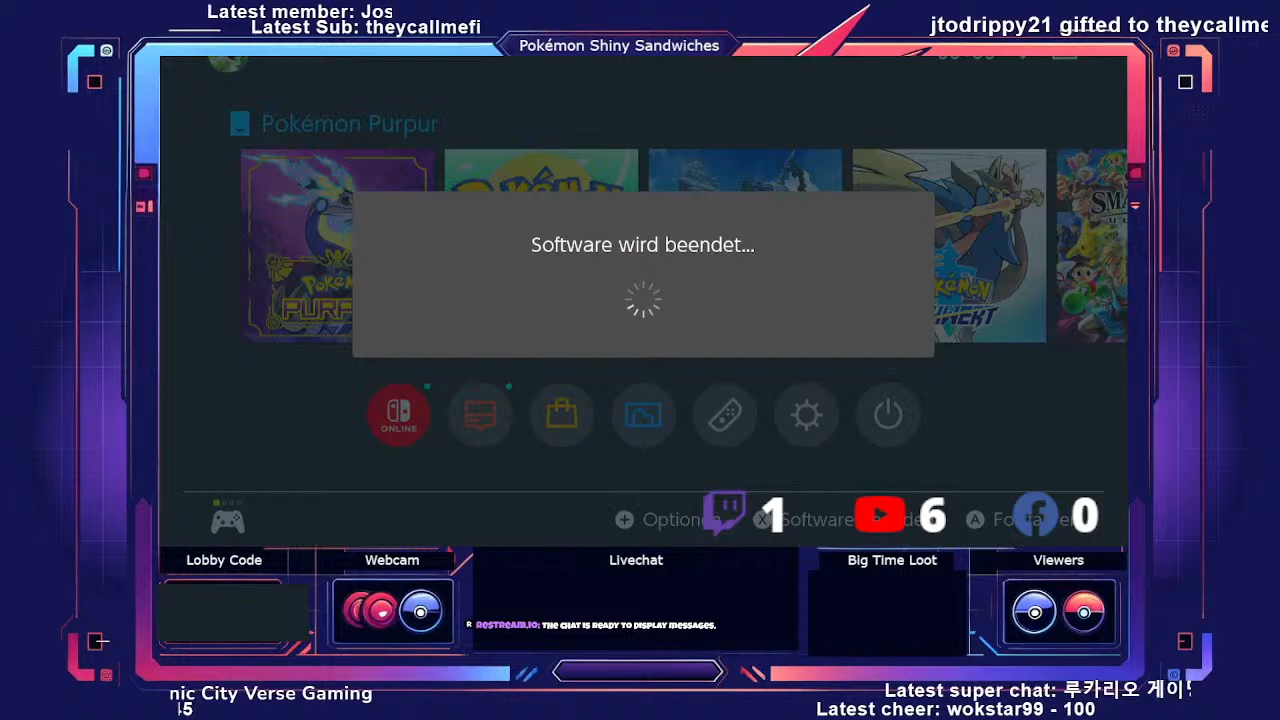 Latest member: Jos
Latest Sub: theycallmefi
jtodrippy21 gifted to theycallme
Pokémon Shiny Sandwiches
Pokémon Purpur
Software wird beendet...
ONLINE
1
6
0
Lobby Code
Webcam
Livechat
Big Time Loot
Viewers
RESTREAM.IO: THE CHAT IS READY TO DISPLAY MESSAGES.
nic City Verse Gaming
Latest super chat: 루카리오 게이
Latest cheer: wokstar99 - 100